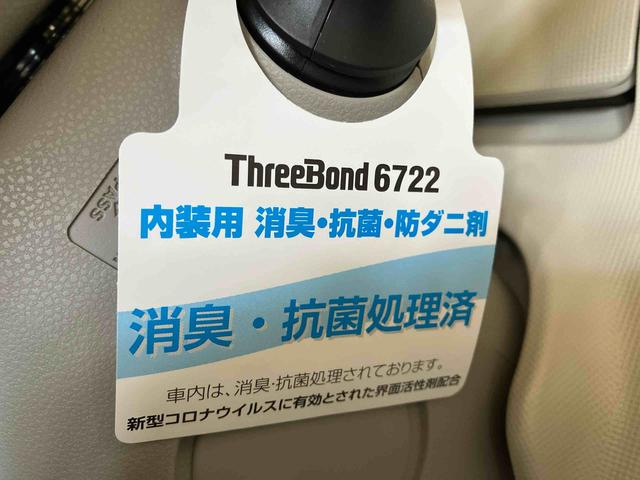 ThreeBond 6722
内装用 消臭・抗菌・防ダニ剤
消臭・抗菌処理済
車内は、消臭・抗菌処理されております。
新型コロナウイルスに有効とされた界面活性剤配合